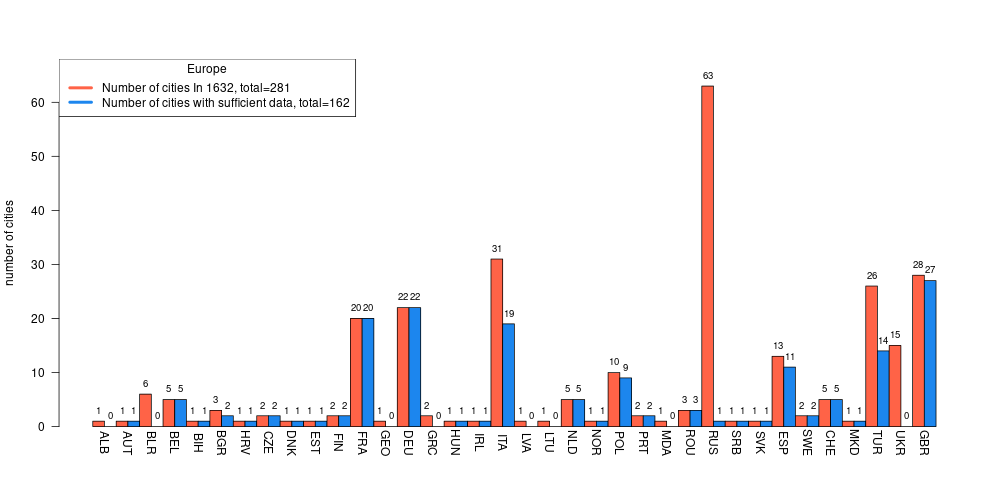 Europe
Number of cities In 1632, total=281
Number of cities with sufficient data, total=162
number of cities
60
50
40
30
20
10
0
1 0 1 1 6 0 5 5 1 1 3 2 1 1 2 2 1 1 1 1 2 2 20 20 1 0 22 22 2 0 1 1 1 1 31 19 1 0 1 0 5 5 1 1 10 9 2 2 1 0 3 3 63 1 1 1 1 1 13 11 2 2 5 5 1 1 26 14 15 0 28 27
ALB AUT BLR BEL BIH BGR HRV CZE DNK EST FIN FRA GEO DEU GRC HUN IRL ITA LVA LTU NLD NOR POL PRT MDA ROU RUS SRB SVK ESP SWE CHE MKD TUR UKR GBR